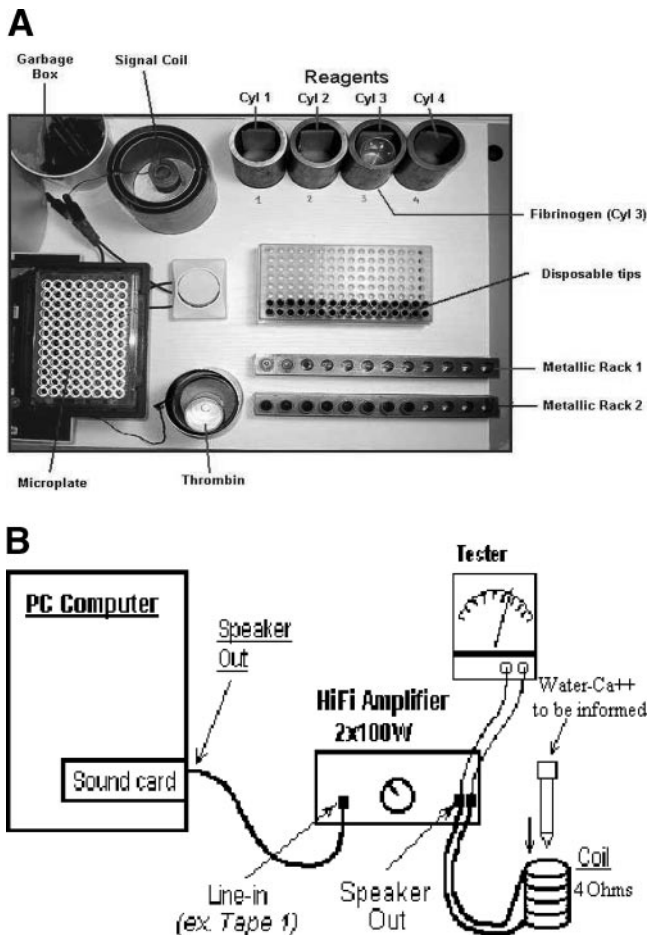 A
Garbage
Box
Signal Coil
Reagents
Cyl 1
Cyl 2
Cyl 3
Cyl 4
1
2
3
4
Fibrinogen (Cyl 3)
Disposable tips
Metallic Rack 1
Metallic Rack 2
Microplate
Thrombin
B
PC Computer
Speaker
Out
Sound card
HiFi Amplifier
2x100W
Line-in
(ex. Tape 1)
Speaker
Out
Tester
Water-Ca++
to be informed
Coil
4 Ohms